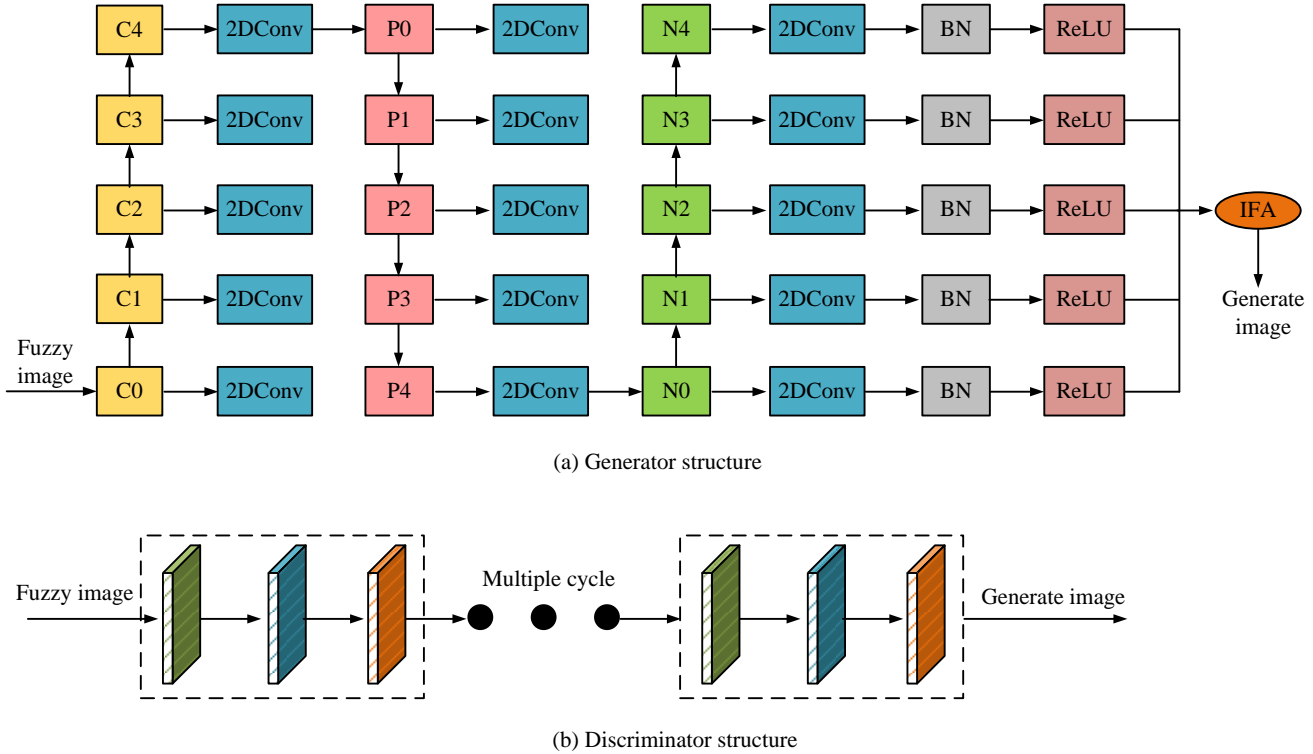 C4 2DConv P0 2DConv N4 2DConv BN ReLU
C3 2DConv P1 2DConv N3 2DConv BN ReLU
C2 2DConv P2 2DConv N2 2DConv BN ReLU IFA
C1 2DConv P3 2DConv N1 2DConv BN ReLU
Generate
image
Fuzzy
image
C0 2DConv P4 2DConv N0 2DConv BN ReLU
(a) Generator structure
Fuzzy image
Multiple cycle
Generate image
(b) Discriminator structure